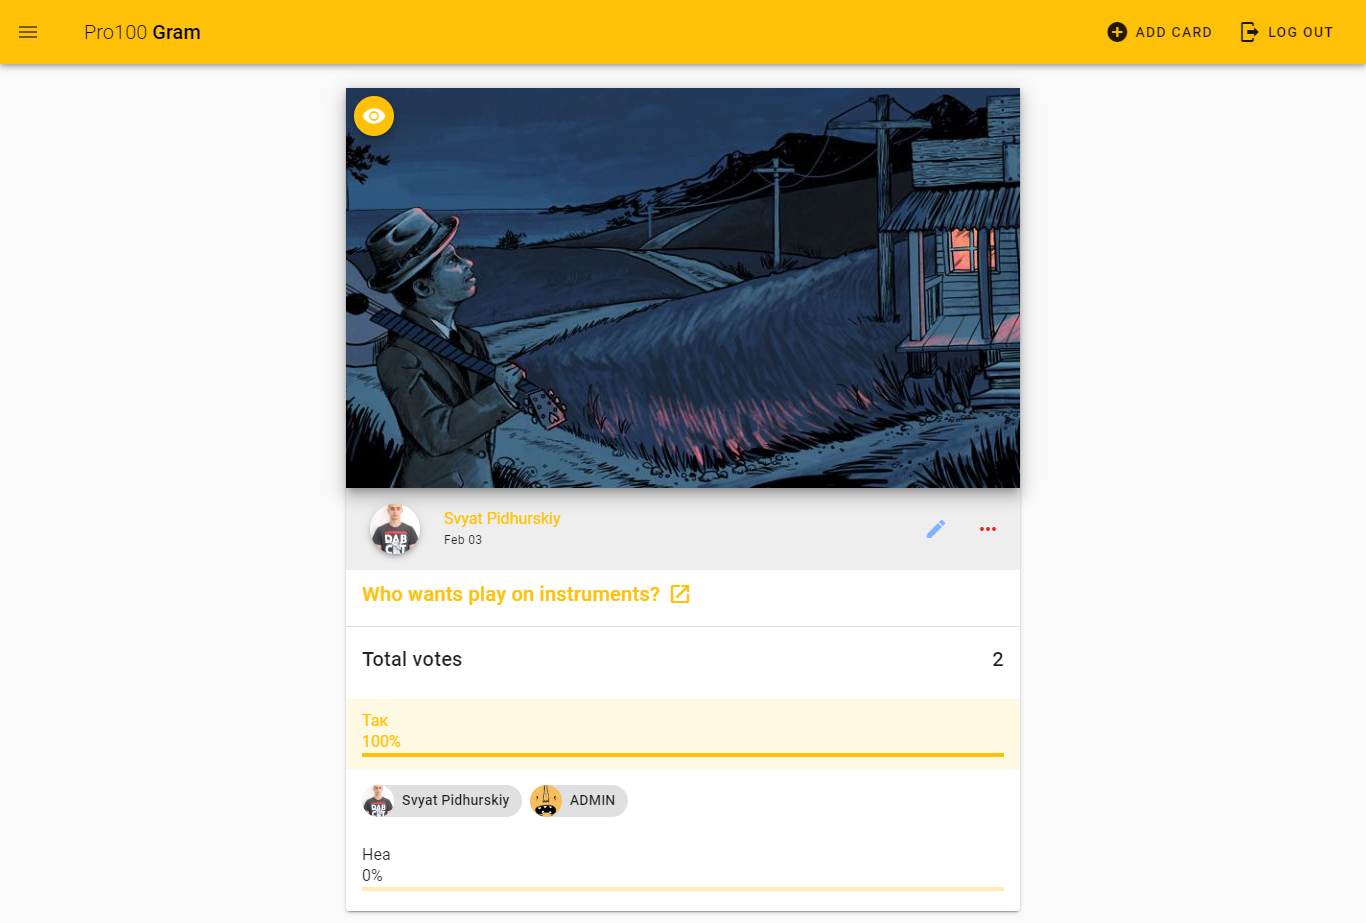 Pro100 Gram
ADD CARD
LOG OUT
Svyat Pidhurskiy
Feb 03
Who wants play on instruments?
Total votes
2
Так
100%
Svyat Pidhurskiy
ADMIN
Неа
0%